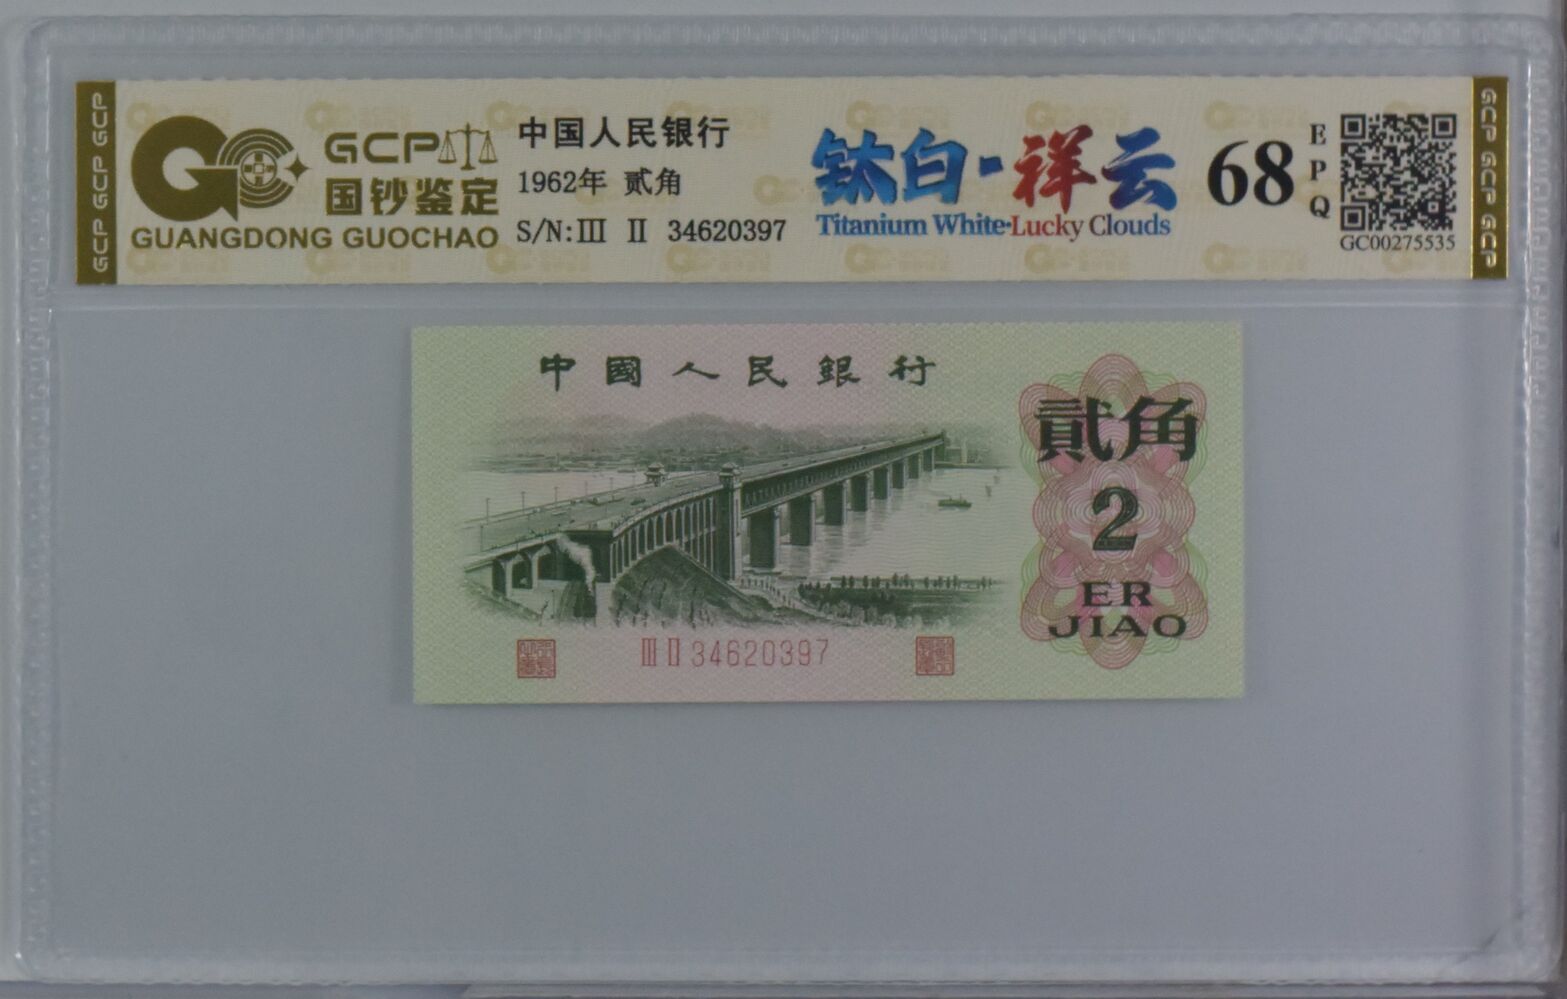 GCP GCP GCP
GCP
国钞鉴定
GUANGDONG GUOCHAO
中国人民银行
1962年 贰角
S/N:Ⅲ Ⅱ 34620397
钛白·祥云
Titanium White·Lucky Clouds
68
EPQ
GC00275535
GCP GCP GCP
中國人民銀行
貳角
2
ER
JIAO
Ⅲ Ⅱ 34620397